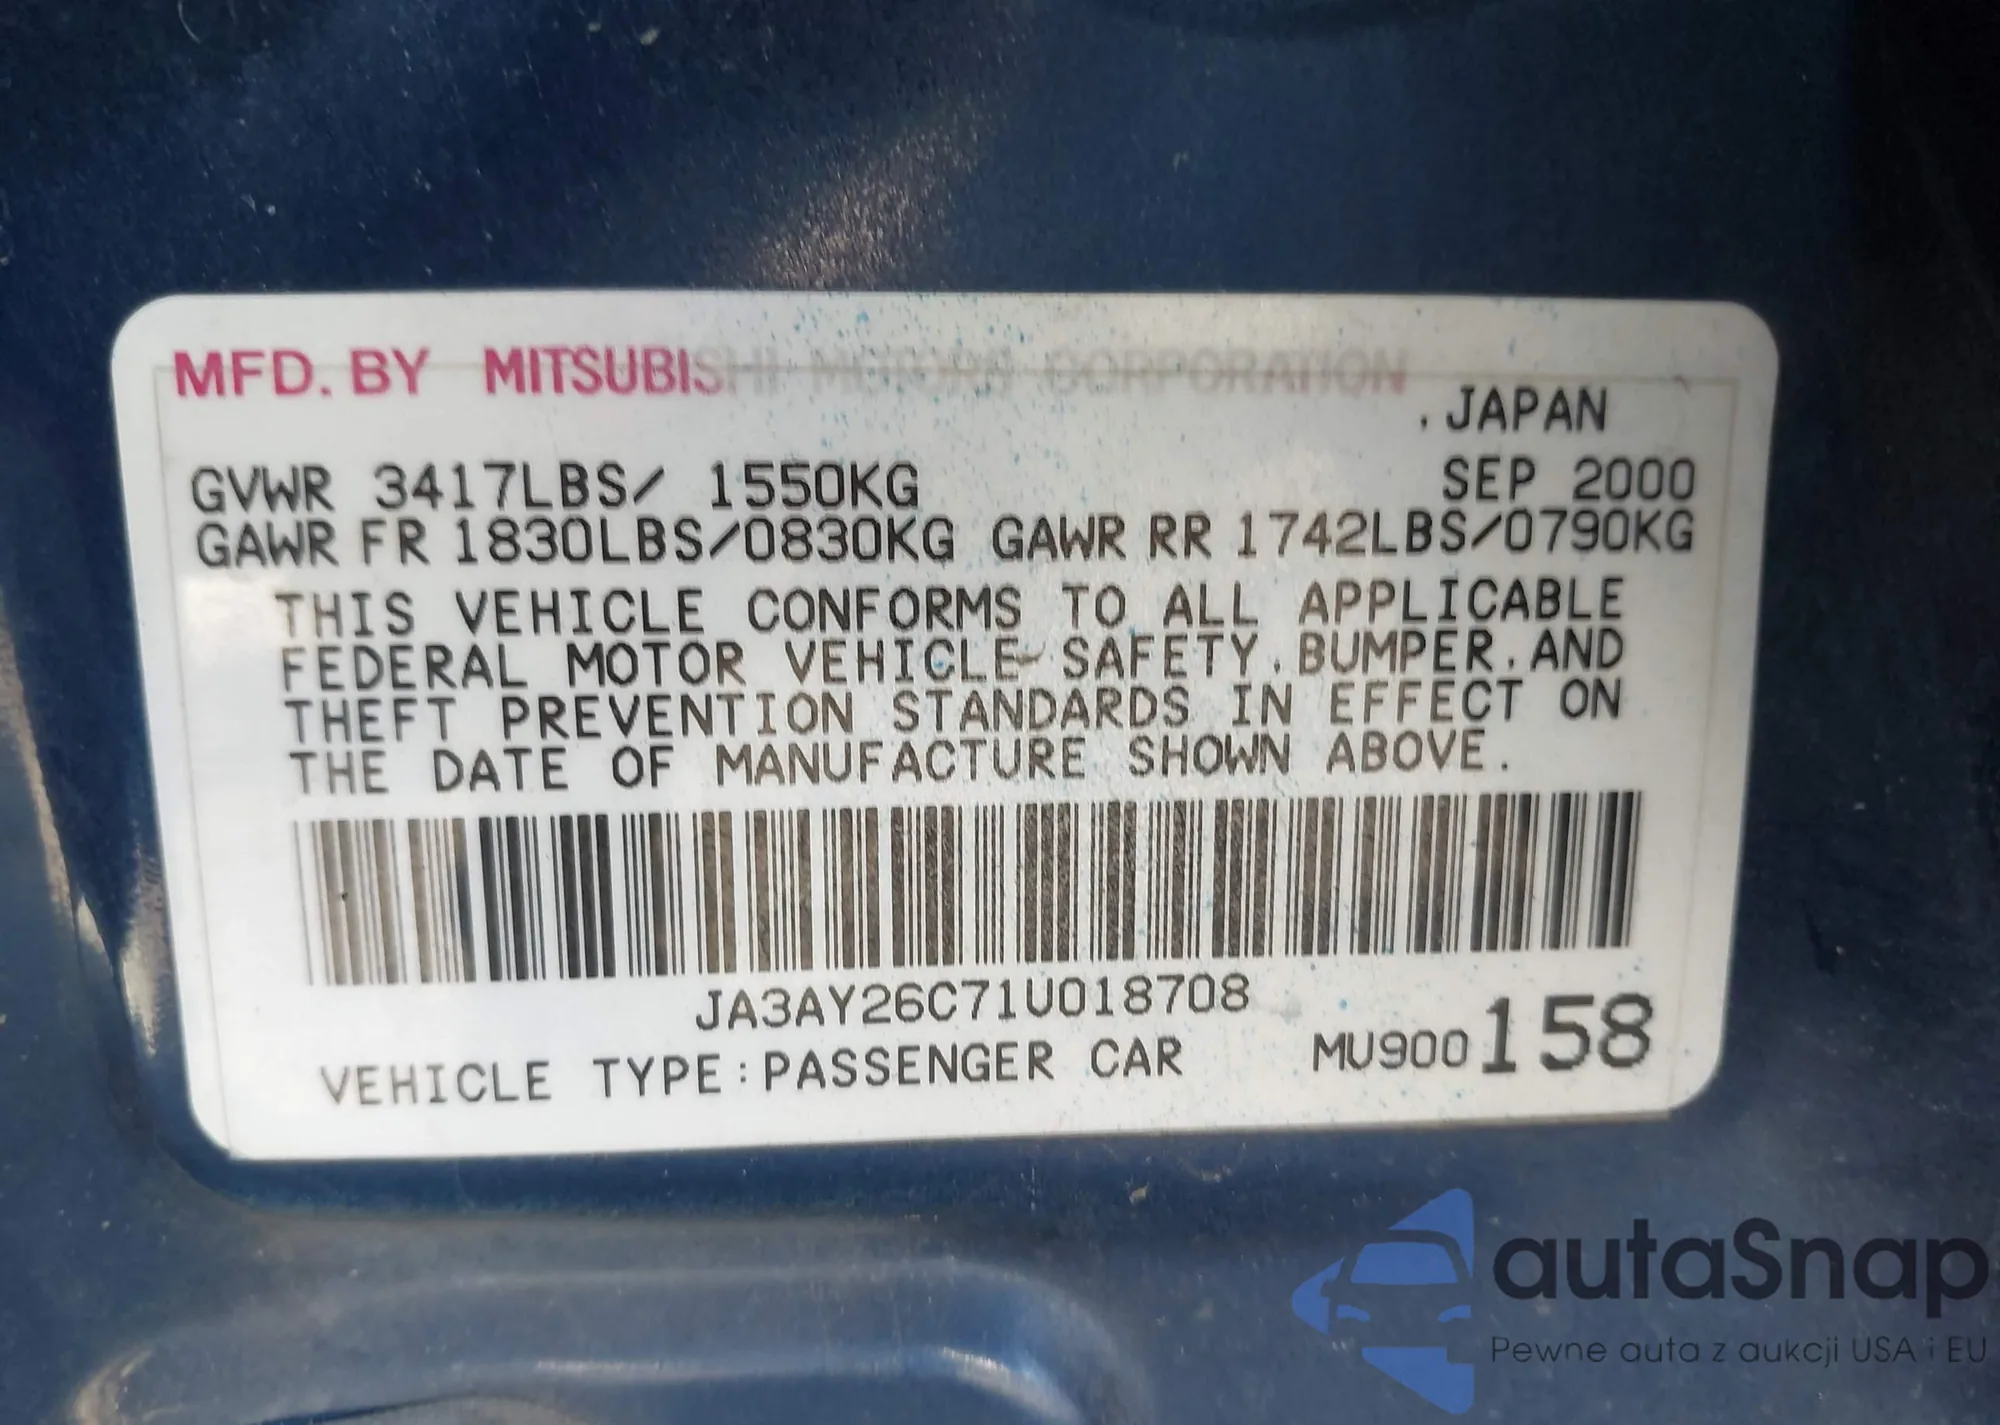 MFD. BY MITSUBISHI MOTORS CORPORATION
. JAPAN
GVWR 3417LBS/ 1550KG SEP 2000
GAWR FR 1830LBS/0830KG GAWR RR 1742LBS/0790KG
THIS VEHICLE CONFORMS TO ALL APPLICABLE
FEDERAL MOTOR VEHICLE SAFETY, BUMPER, AND
THEFT PREVENTION STANDARDS IN EFFECT ON
THE DATE OF MANUFACTURE SHOWN ABOVE.
JA3AY26C71U018708
VEHICLE TYPE:PASSENGER CAR MU900158
autaSnap
Pewne auta z aukcji USA i EU